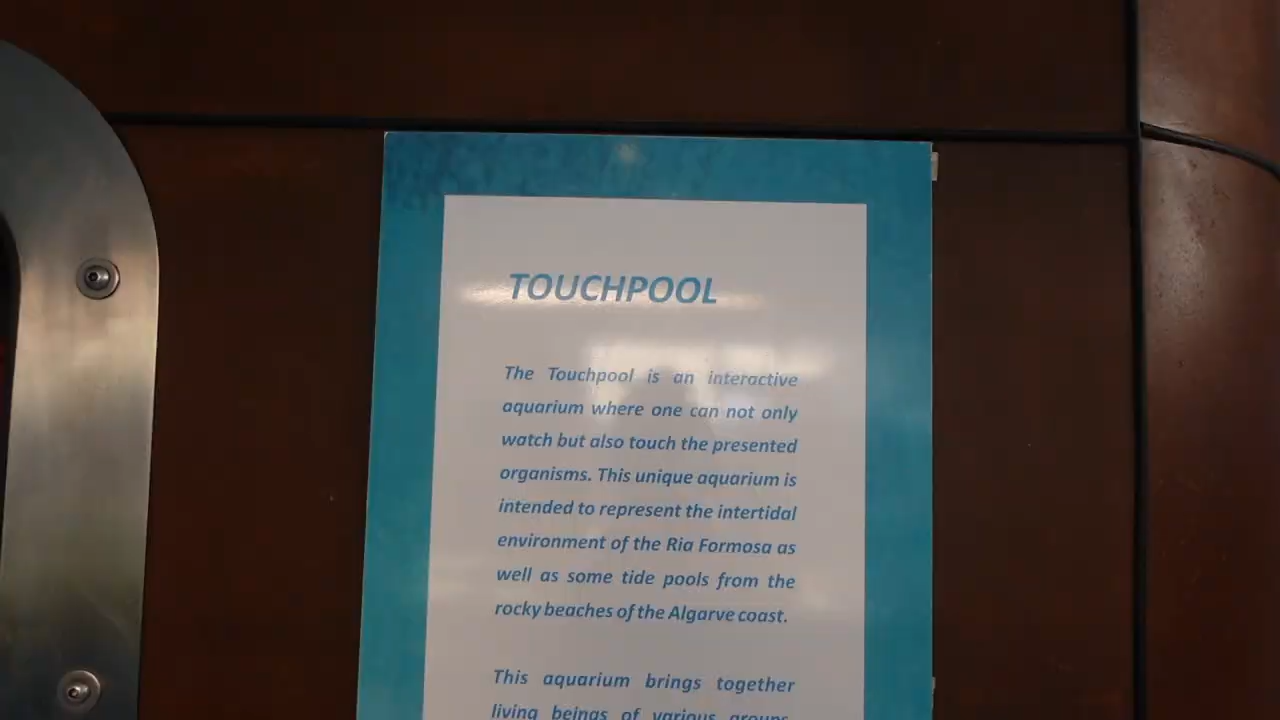 TOUCHPOOL
The Touchpool is an interactive
aquarium where one can not only
watch but also touch the presented
organisms. This unique aquarium is
intended to represent the intertidal
environment of the Ria Formosa as
well as some tide pools from the
rocky beaches of the Algarve coast.
This aquarium brings together
living beings of various groups,